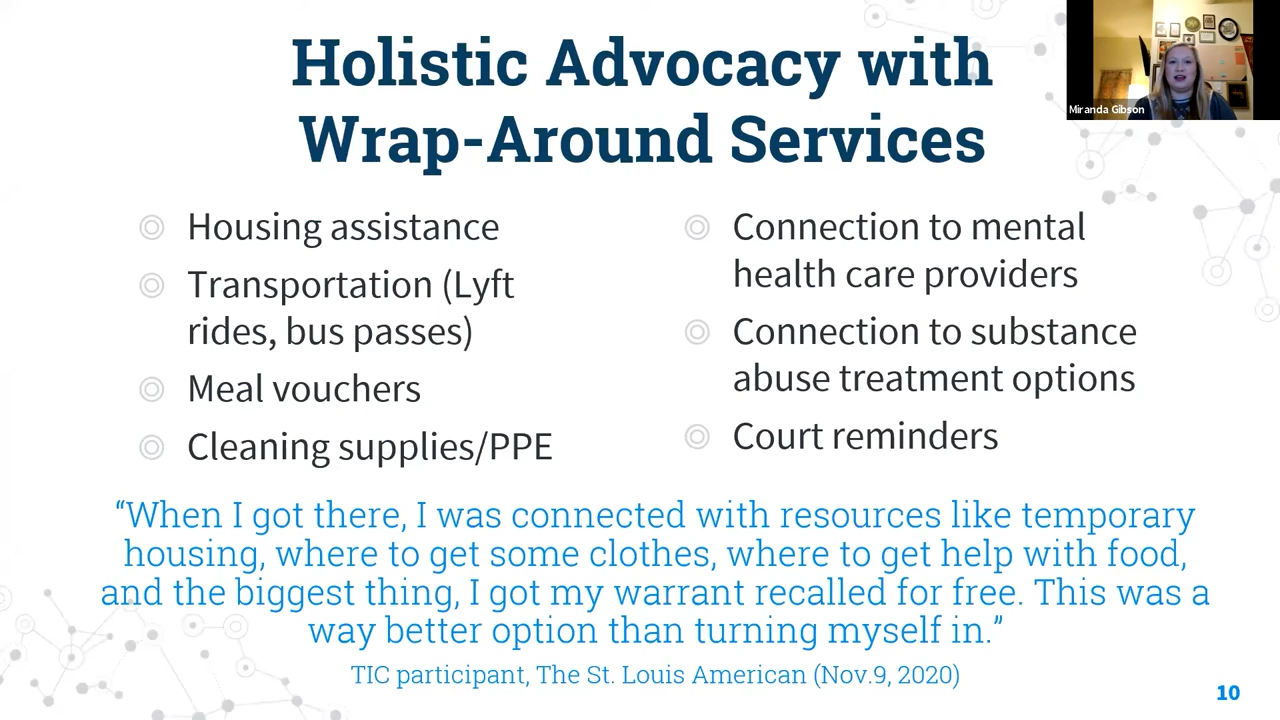 Holistic Advocacy with
Wrap-Around Services
Miranda Gibson
Housing assistance
Transportation (Lyft
rides, bus passes)
Meal vouchers
Cleaning supplies/PPE
Connection to mental
health care providers
Connection to substance
abuse treatment options
Court reminders
“When I got there, I was connected with resources like temporary
housing, where to get some clothes, where to get help with food,
and the biggest thing, I got my warrant recalled for free. This was a
way better option than turning myself in.”
TIC participant, The St. Louis American (Nov.9, 2020)
10